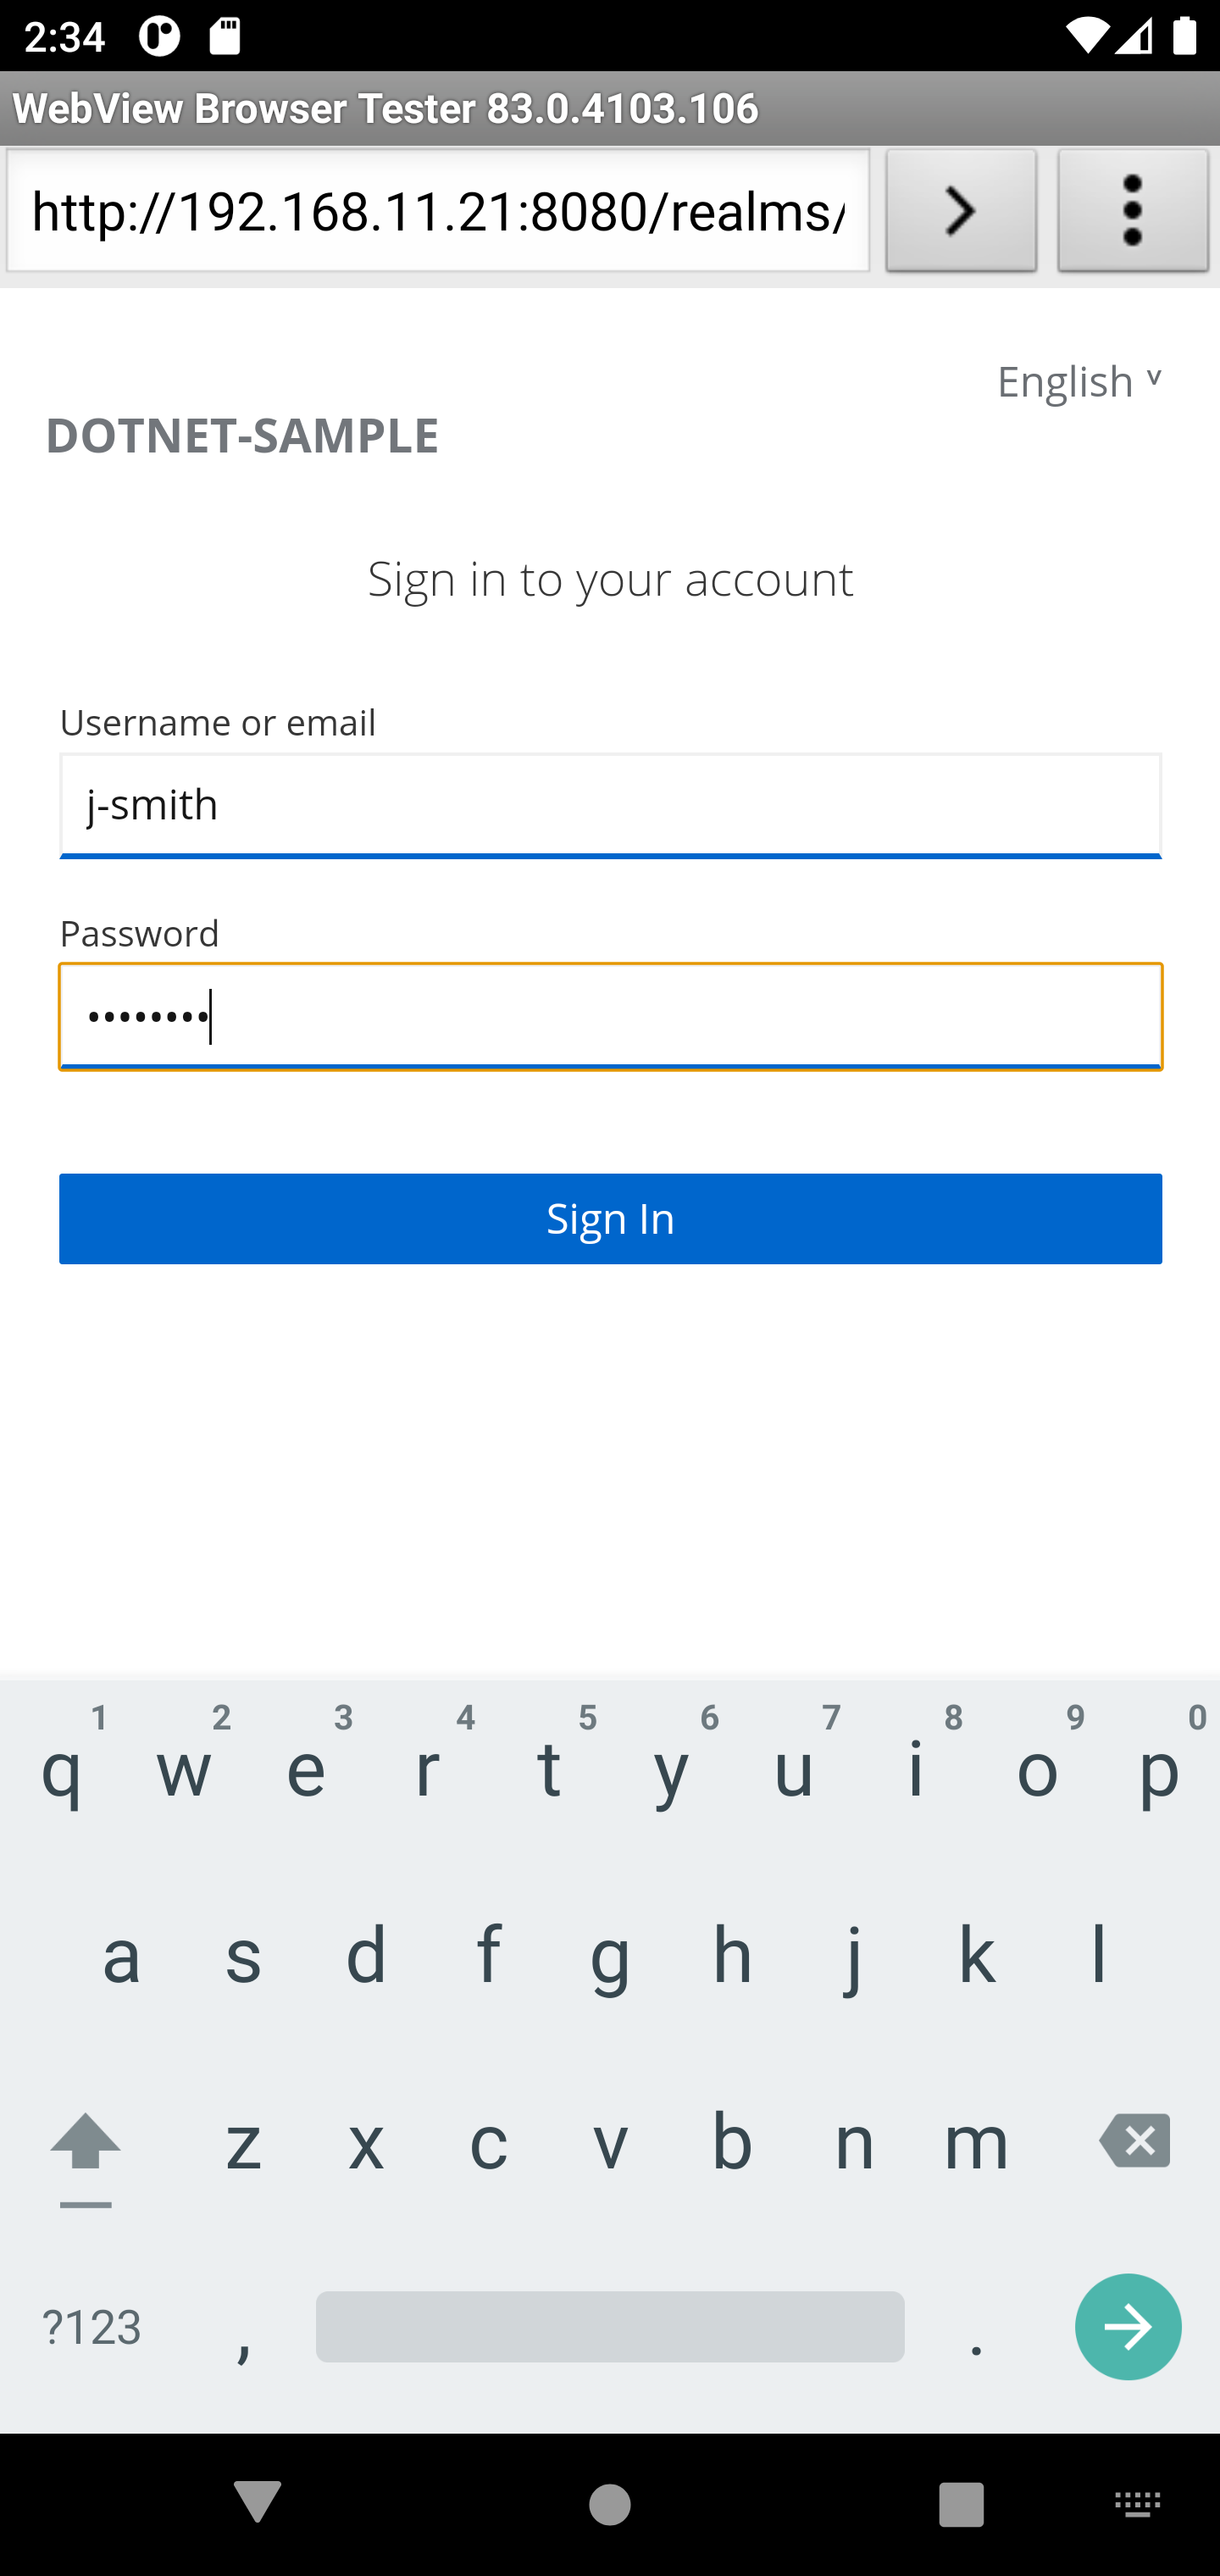 2:34
WebView Browser Tester 83.0.4103.106
http://192.168.11.21:8080/realms/
English
DOTNET-SAMPLE
Sign in to your account
Username or email
j-smith
Password
••••••••
Sign In
1 2 3 4 5 6 7 8 9 0
q w e r t y u i o p
a s d f g h j k l
z x c v b n m
?123 , .